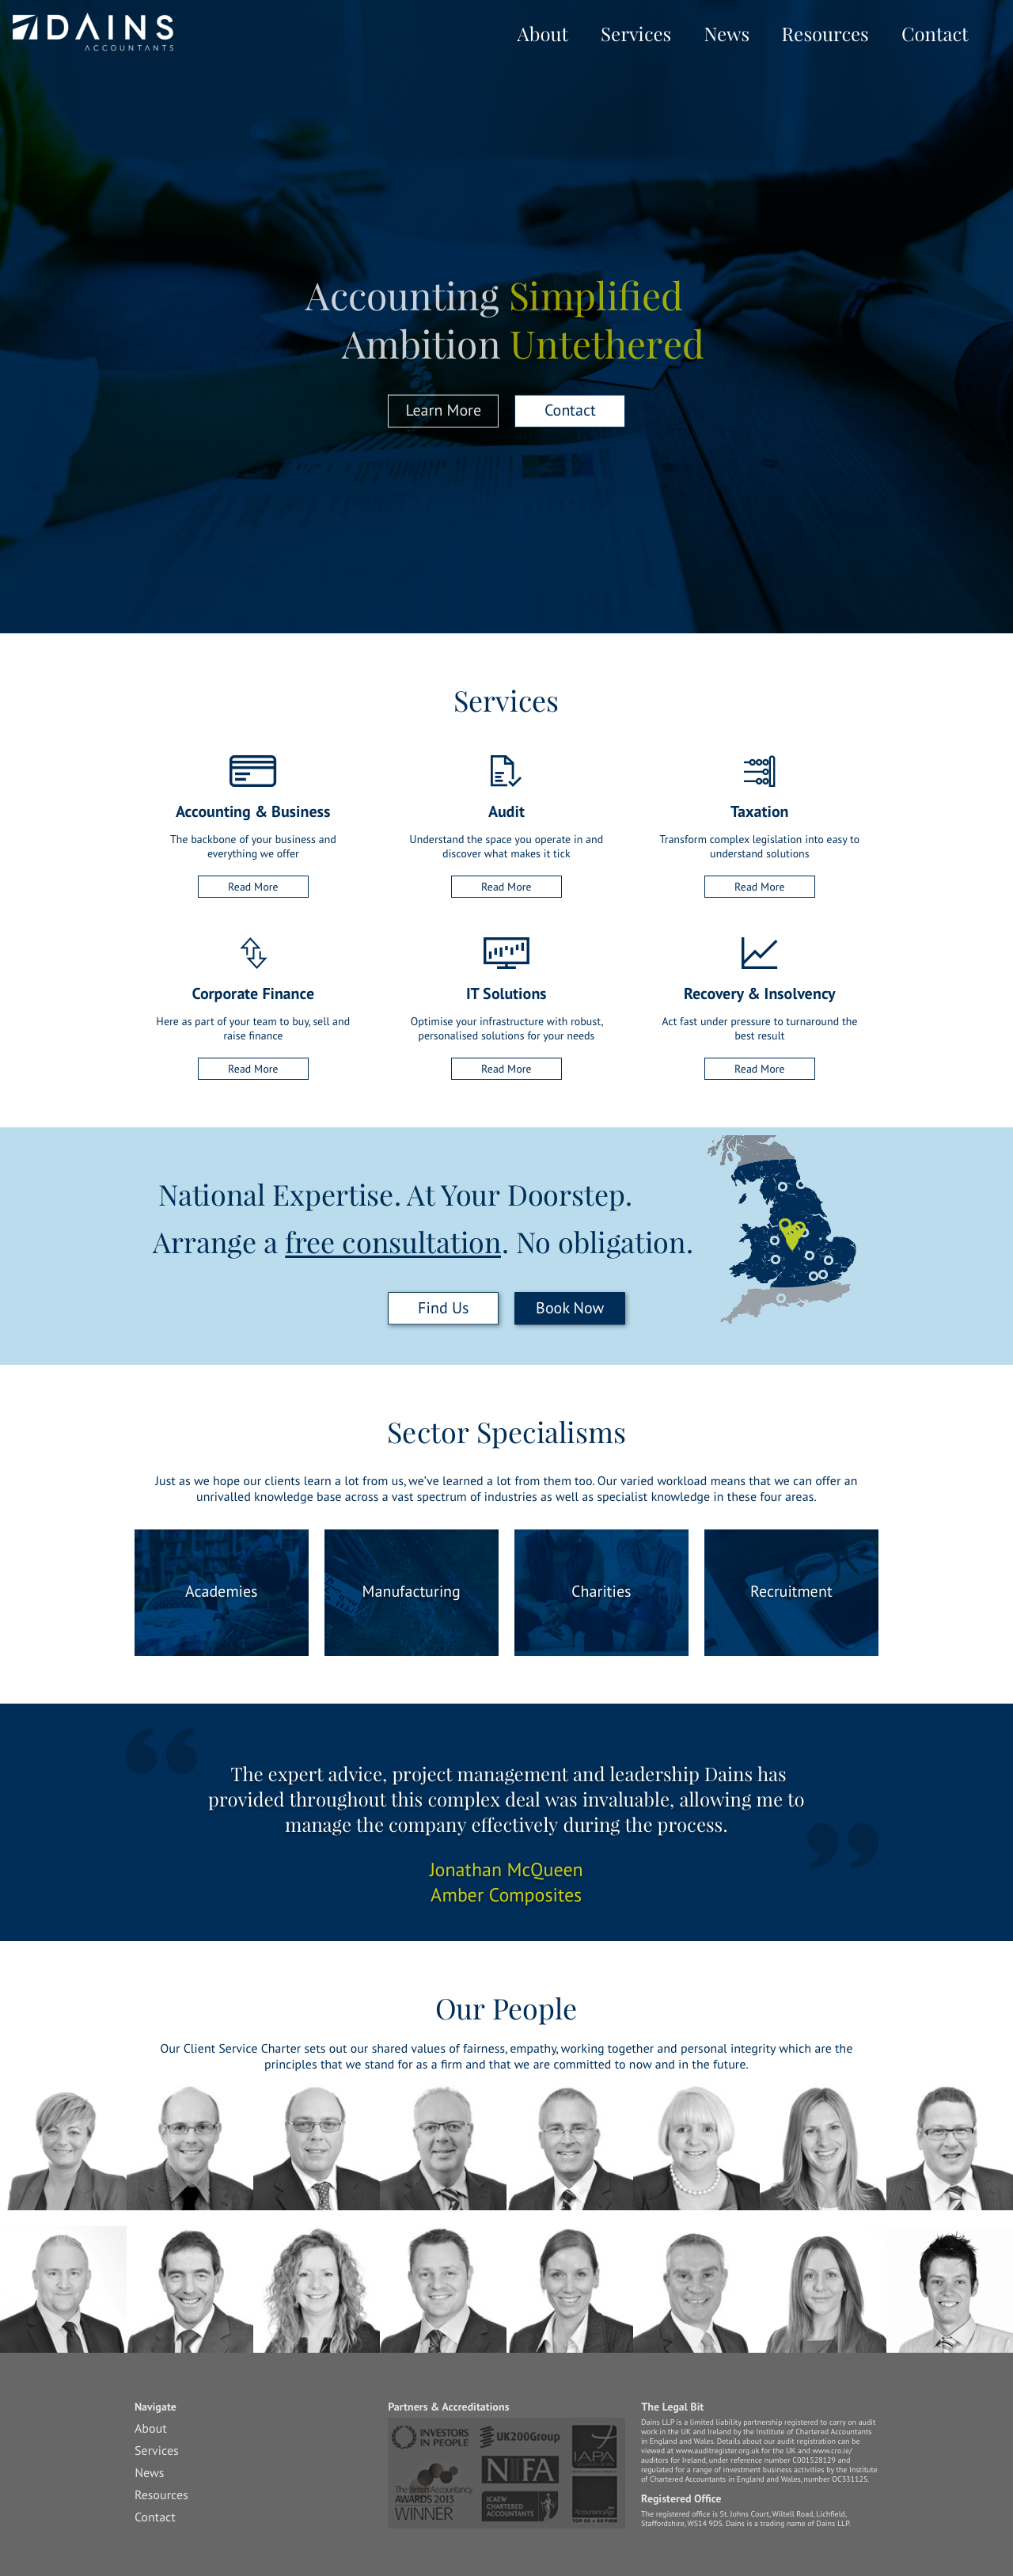 DAINS
ACCOUNTANTS
About Services News Resources Contact
Accounting Simplified
Ambition Untethered
Learn More Contact
Services
Accounting & Business
The backbone of your business and
everything we offer
Read More
Audit
Understand the space you operate in and
discover what makes it tick
Read More
Taxation
Transform complex legislation into easy to
understand solutions
Read More
Corporate Finance
Here as part of your team to buy, sell and
raise finance
Read More
IT Solutions
Optimise your infrastructure with robust,
personalised solutions for your needs
Read More
Recovery & Insolvency
Act fast under pressure to turnaround the
best result
Read More
National Expertise. At Your Doorstep.
Arrange a free consultation. No obligation.
Find Us Book Now
Sector Specialisms
Just as we hope our clients learn a lot from us, we've learned a lot from them too. Our varied workload means that we can offer an
unrivalled knowledge base across a vast spectrum of industries as well as specialist knowledge in these four areas.
Academies Manufacturing Charities Recruitment
“
The expert advice, project management and leadership Dains has
provided throughout this complex deal was invaluable, allowing me to
manage the company effectively during the process.
”
Jonathan McQueen
Amber Composites
Our People
Our Client Service Charter sets out our shared values of fairness, empathy, working together and personal integrity which are the
principles that we stand for as a firm and that we are committed to now and in the future.
Navigate
About
Services
News
Resources
Contact
Partners & Accreditations
INVESTORS
IN PEOPLE
UK200Group
IAPA
The British Accountancy
AWARDS 2013
WINNER
NIFA
ICAEW
CHARTERED
ACCOUNTANTS
AccountancyAge
TOP 50 + 50 FIRM
The Legal Bit
Dains LLP is a limited liability partnership registered to carry on audit
work in the UK and Ireland by the Institute of Chartered Accountants
in England and Wales. Details about our audit registration can be
viewed at www.auditregister.org.uk for the UK and www.cro.ie/
auditors for Ireland, under reference number C001528129 and
regulated for a range of investment business activities by the Institute
of Chartered Accountants in England and Wales, number OC331125.
Registered Office
The registered office is St. Johns Court, Wiltell Road, Lichfield,
Staffordshire, WS14 9DS. Dains is a trading name of Dains LLP.